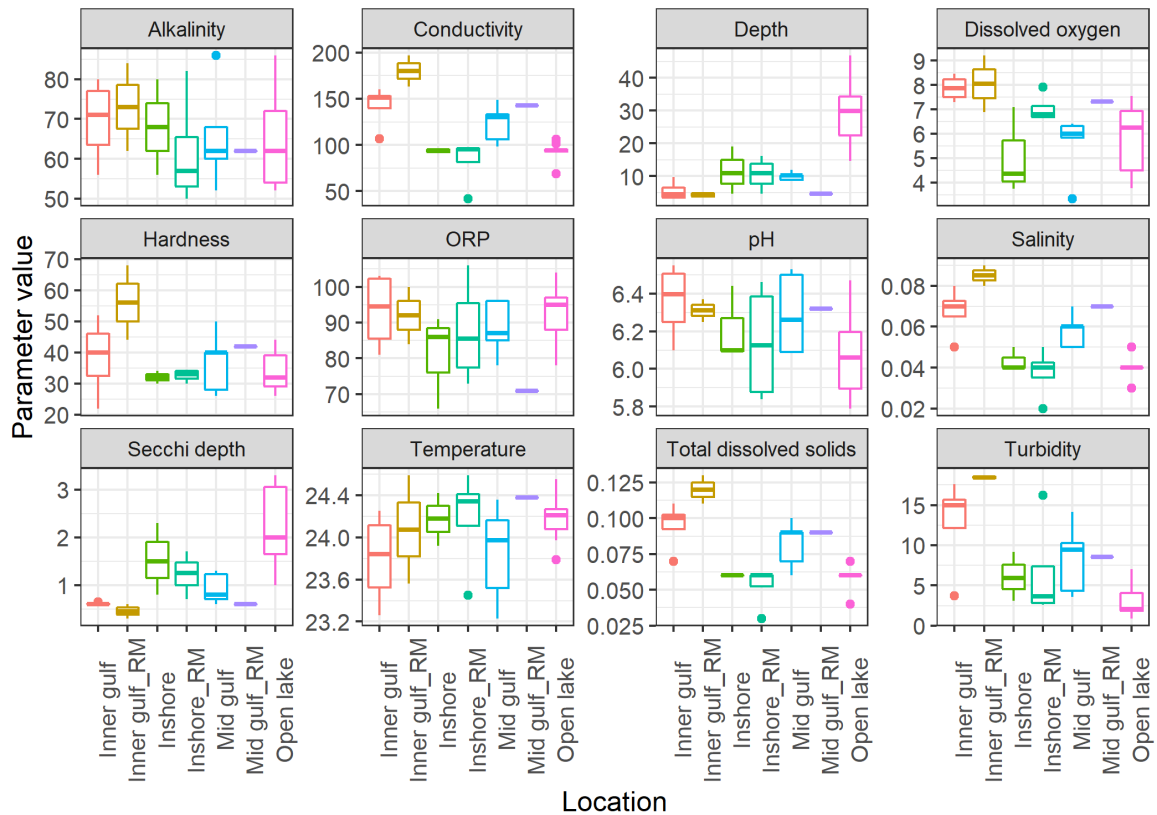 Alkalinity
Conductivity
Depth
Dissolved oxygen
80
70
60
50
200
150
100
50
40
30
20
10
9
8
7
6
5
4
Hardness
ORP
pH
Salinity
70
60
50
40
30
20
100
90
80
70
6.4
6.2
6.0
5.8
0.08
0.06
0.04
0.02
Secchi depth
Temperature
Total dissolved solids
Turbidity
3
2
1
24.4
24.0
23.6
23.2
0.125
0.100
0.075
0.050
0.025
15
10
5
0
Inner gulf
Inner gulf_RM
Inshore
Inshore_RM
Mid gulf
Mid gulf_RM
Open lake
Inner gulf
Inner gulf_RM
Inshore
Inshore_RM
Mid gulf
Mid gulf_RM
Open lake
Inner gulf
Inner gulf_RM
Inshore
Inshore_RM
Mid gulf
Mid gulf_RM
Open lake
Inner gulf
Inner gulf_RM
Inshore
Inshore_RM
Mid gulf
Mid gulf_RM
Open lake
Parameter value
Location